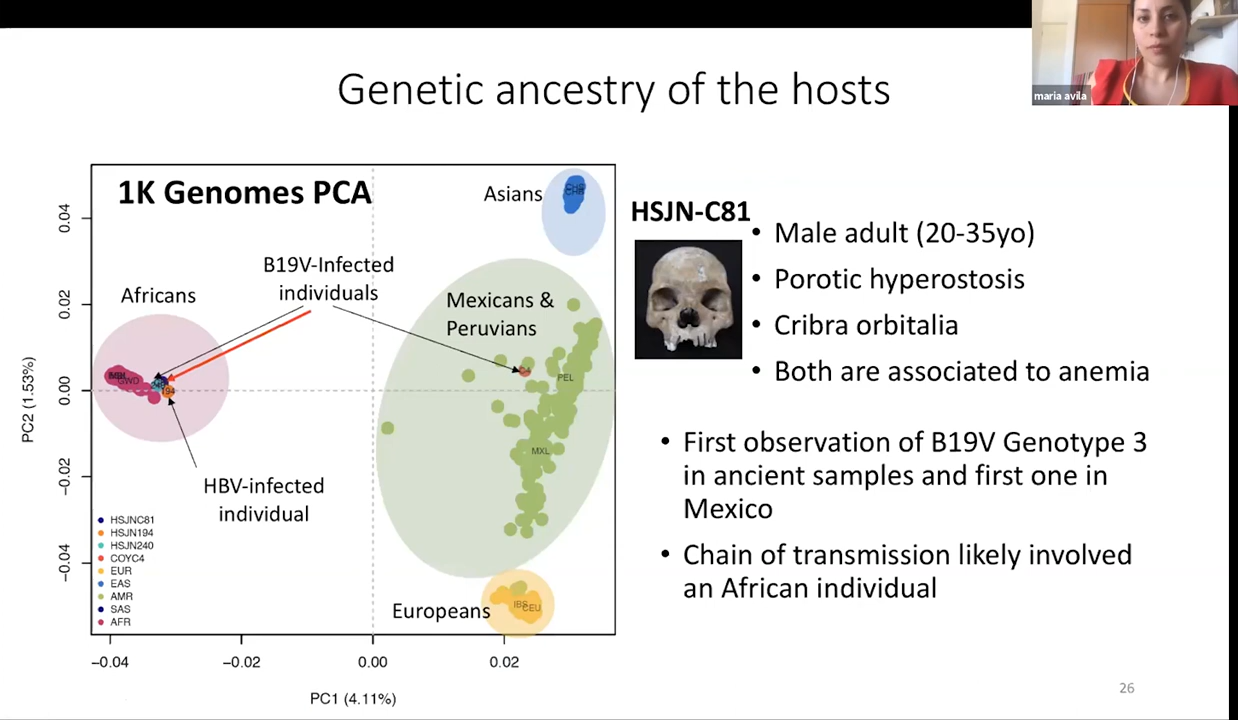 maria avila
Genetic ancestry of the hosts
1K Genomes PCA
Asians
B19V-Infected
individuals
Africans
Mexicans &
Peruvians
GWD
194
PEL
MXL
HBV-infected
individual
Europeans
IBS
CEU
HSJNC81
HSJN194
HSJN240
COYC4
EUR
EAS
AMR
SAS
AFR
0.04
0.02
0.00
−0.02
−0.04
PC2 (1.53%)
−0.04
−0.02
0.00
0.02
PC1 (4.11%)
HSJN-C81
• Male adult (20-35yo)
• Porotic hyperostosis
• Cribra orbitalia
• Both are associated to anemia
• First observation of B19V Genotype 3
in ancient samples and first one in
Mexico
• Chain of transmission likely involved
an African individual
26